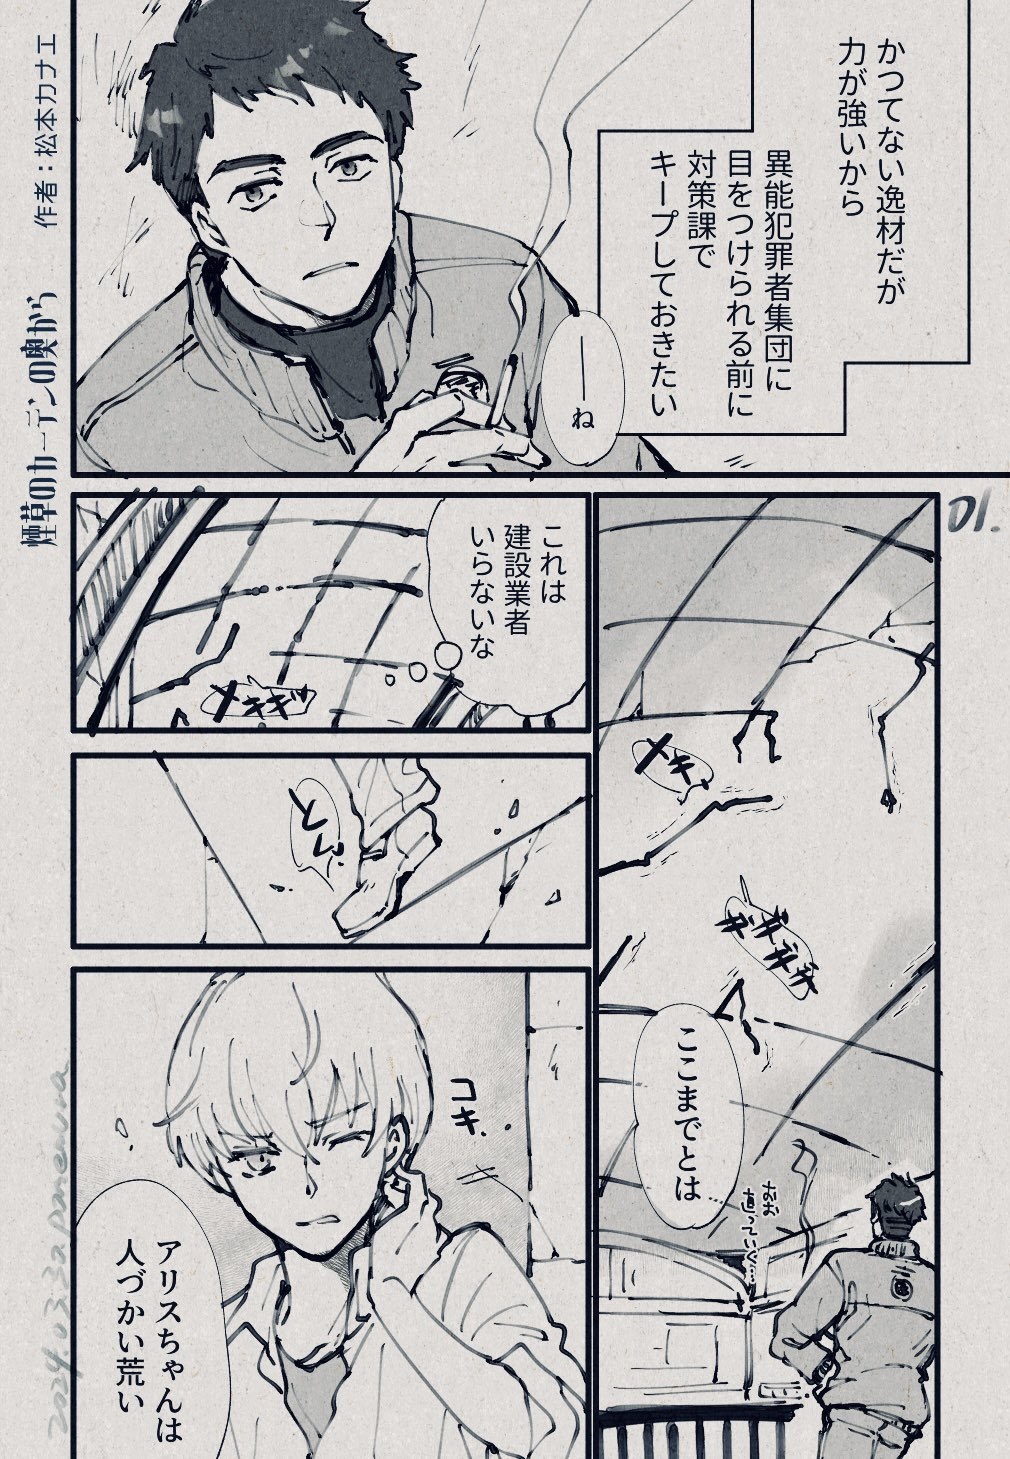 かつてない逸材だが
力が強いから
異能犯罪者集団に
目をつけられる前に
対策課で
キープしておきたい
──ね
01.
メキ
ギギギギ
ここまでとは
おお
直っていく…
これは
建設業者
いらないな
メキギ
とん
コキ
アリスちゃんは
人づかい荒い
煙草のカーテンの奥から
作者：松本カナエ